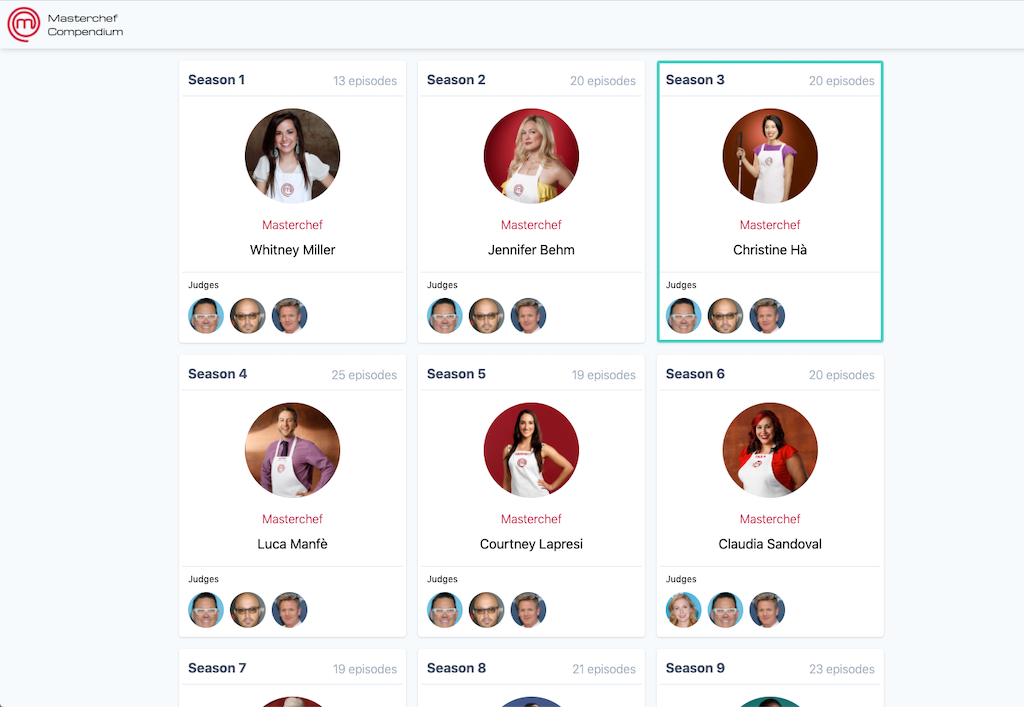 Masterchef
Compendium
Season 1 13 episodes
Masterchef
Whitney Miller
Judges
Season 2 20 episodes
Masterchef
Jennifer Behm
Judges
Season 3 20 episodes
Masterchef
Christine Hà
Judges
Season 4 25 episodes
Masterchef
Luca Manfè
Judges
Season 5 19 episodes
Masterchef
Courtney Lapresi
Judges
Season 6 20 episodes
Masterchef
Claudia Sandoval
Judges
Season 7 19 episodes
Season 8 21 episodes
Season 9 23 episodes